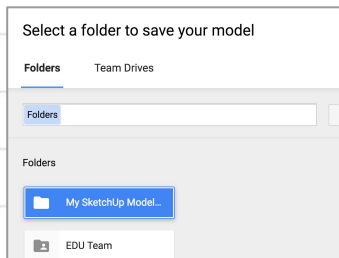 Select a folder to save your model
Folders Team Drives
Folders
Folders
My SketchUp Model...
EDU Team